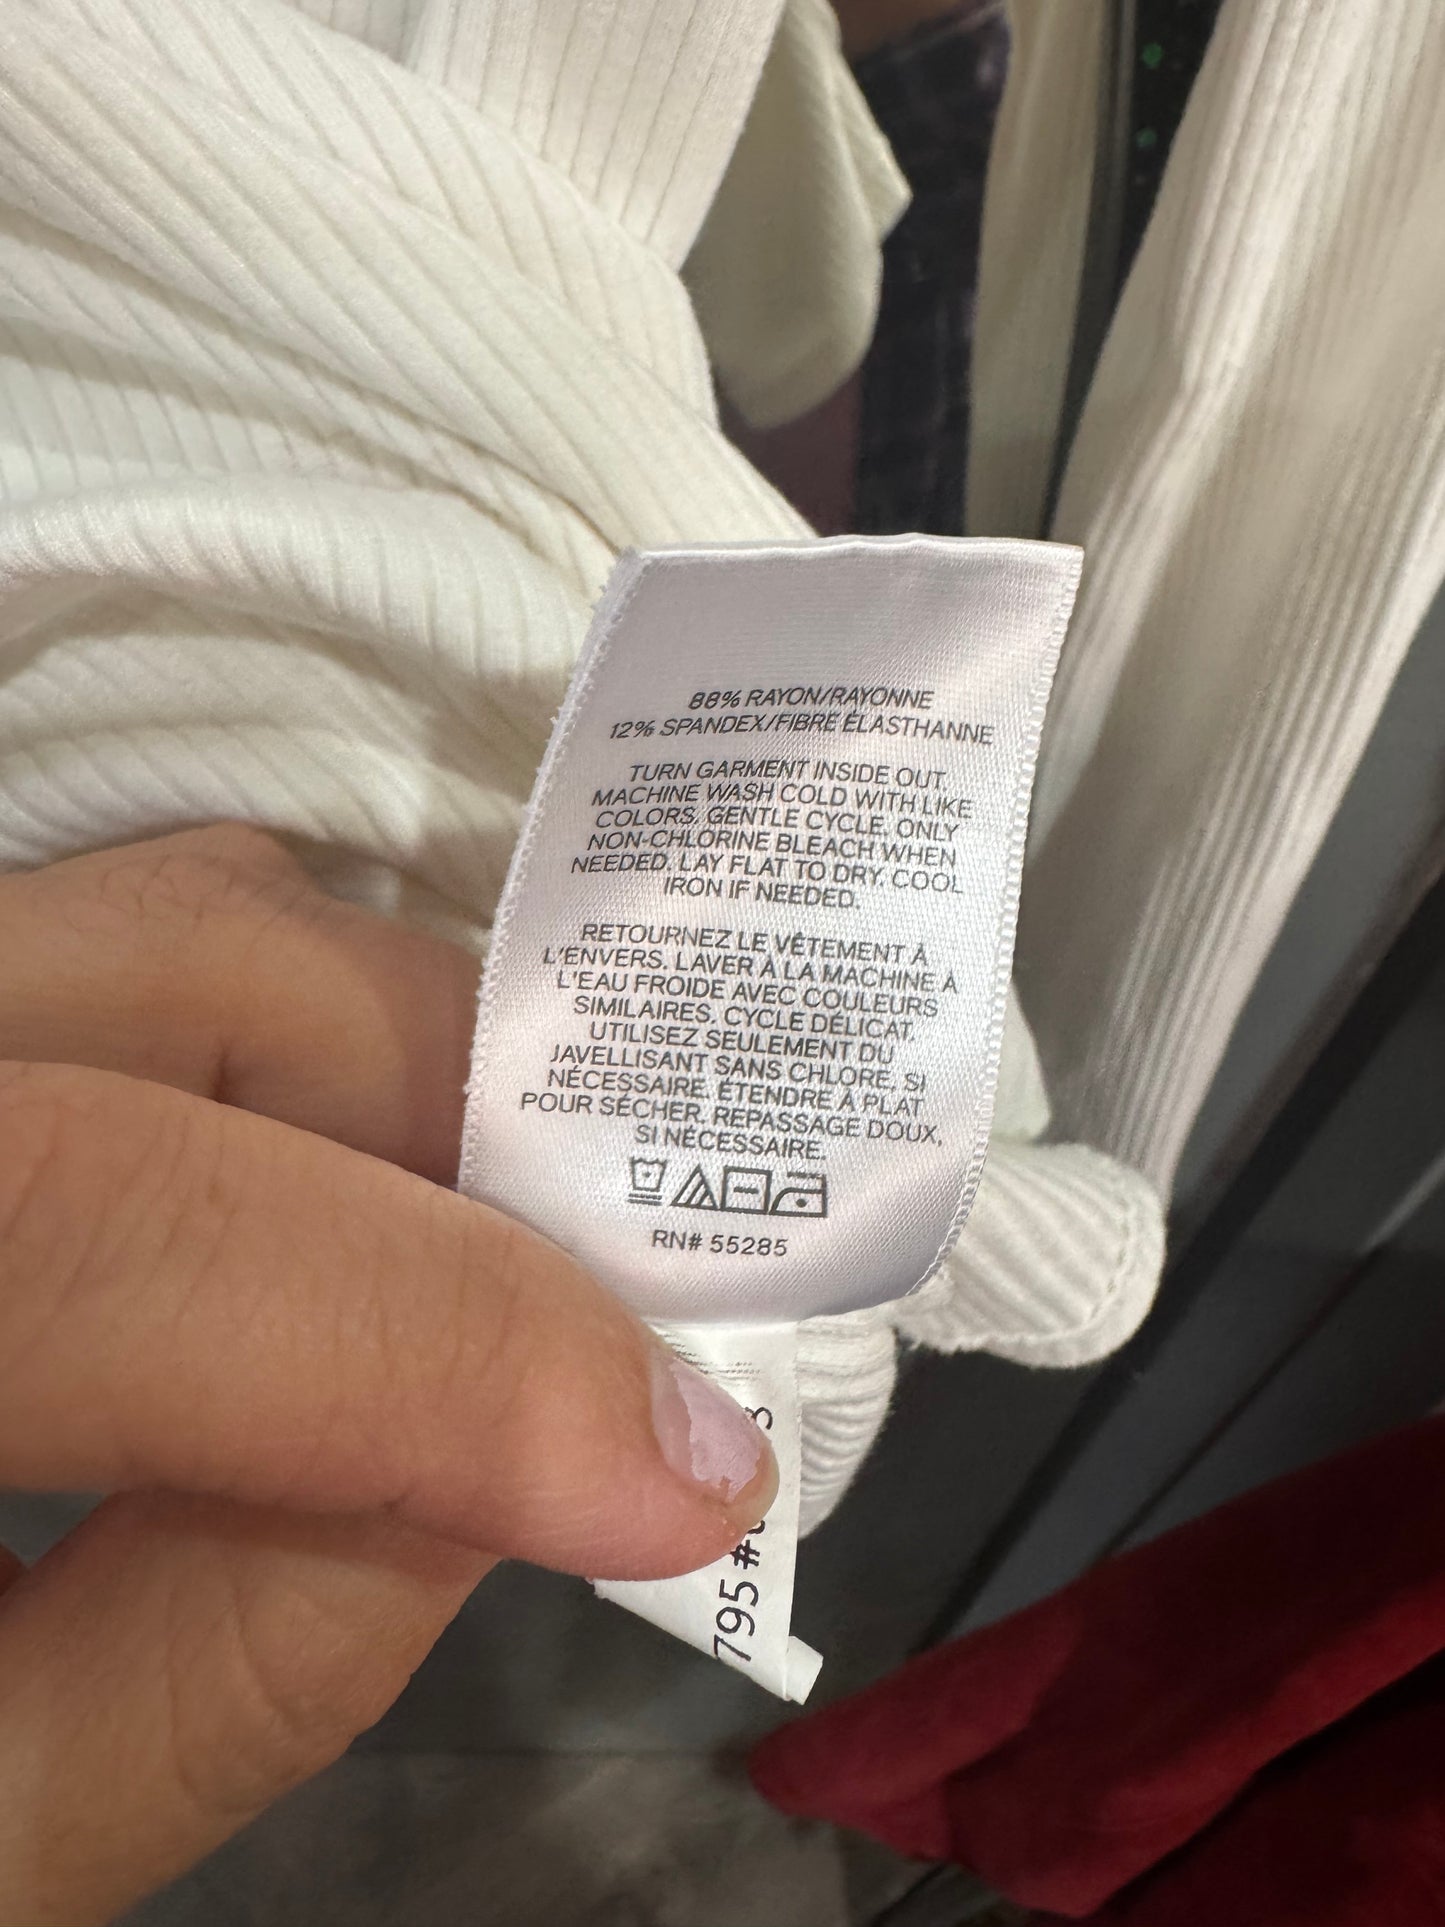 88% RAYON/RAYONNE
12% SPANDEX/FIBRE ÉLASTHANNE
TURN GARMENT INSIDE OUT.
MACHINE WASH COLD WITH LIKE
COLORS. GENTLE CYCLE. ONLY
NON-CHLORINE BLEACH WHEN
NEEDED. LAY FLAT TO DRY. COOL
IRON IF NEEDED.
RETOURNEZ LE VÊTEMENT À
L'ENVERS. LAVER À LA MACHINE À
L'EAU FROIDE AVEC COULEURS
SIMILAIRES. CYCLE DÉLICAT.
UTILISEZ SEULEMENT DU
JAVELLISANT SANS CHLORE, SI
NÉCESSAIRE. ÉTENDRE À PLAT
POUR SÉCHER. REPASSAGE DOUX,
SI NÉCESSAIRE.
RN# 55285
795#